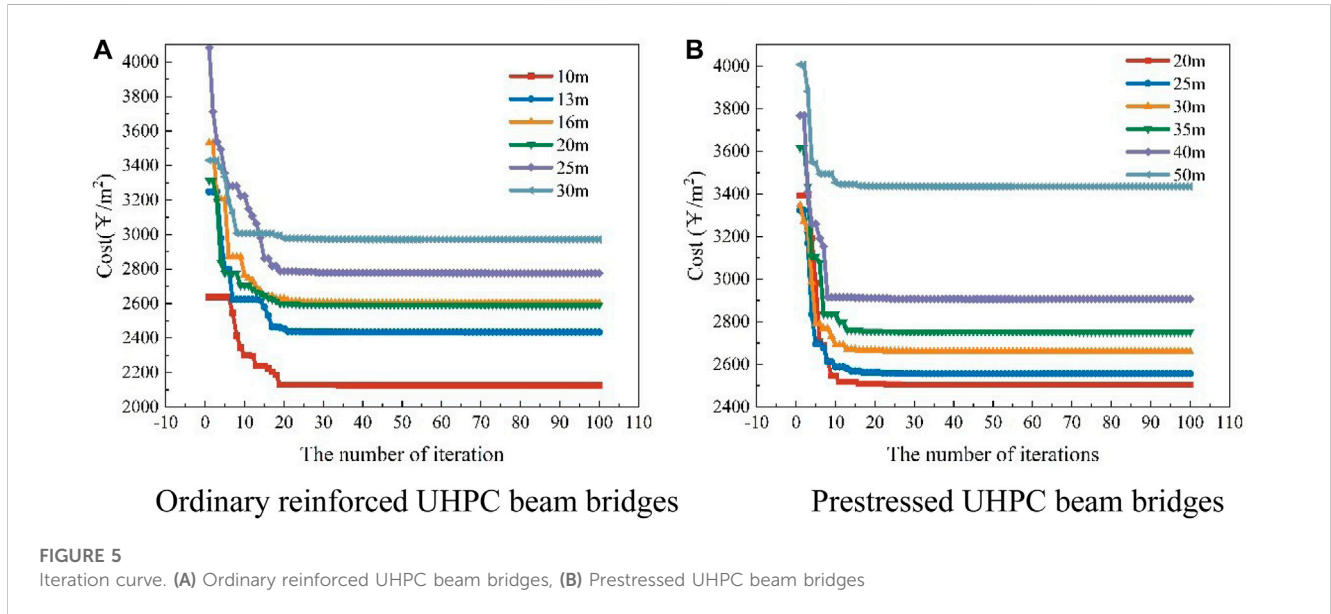 A
4000
3800
3600
3400
3200
3000
2800
2600
2400
2200
2000
Cost(¥/m²)
10m
13m
16m
20m
25m
30m
-10 0 10 20 30 40 50 60 70 80 90 100 110
The number of iteration
Ordinary reinforced UHPC beam bridges
B
4000
3800
3600
3400
3200
3000
2800
2600
2400
Cost (¥/m²)
20m
25m
30m
35m
40m
50m
-10 0 10 20 30 40 50 60 70 80 90 100 110
The number of iterations
Prestressed UHPC beam bridges
FIGURE 5
Iteration curve. (A) Ordinary reinforced UHPC beam bridges, (B) Prestressed UHPC beam bridges